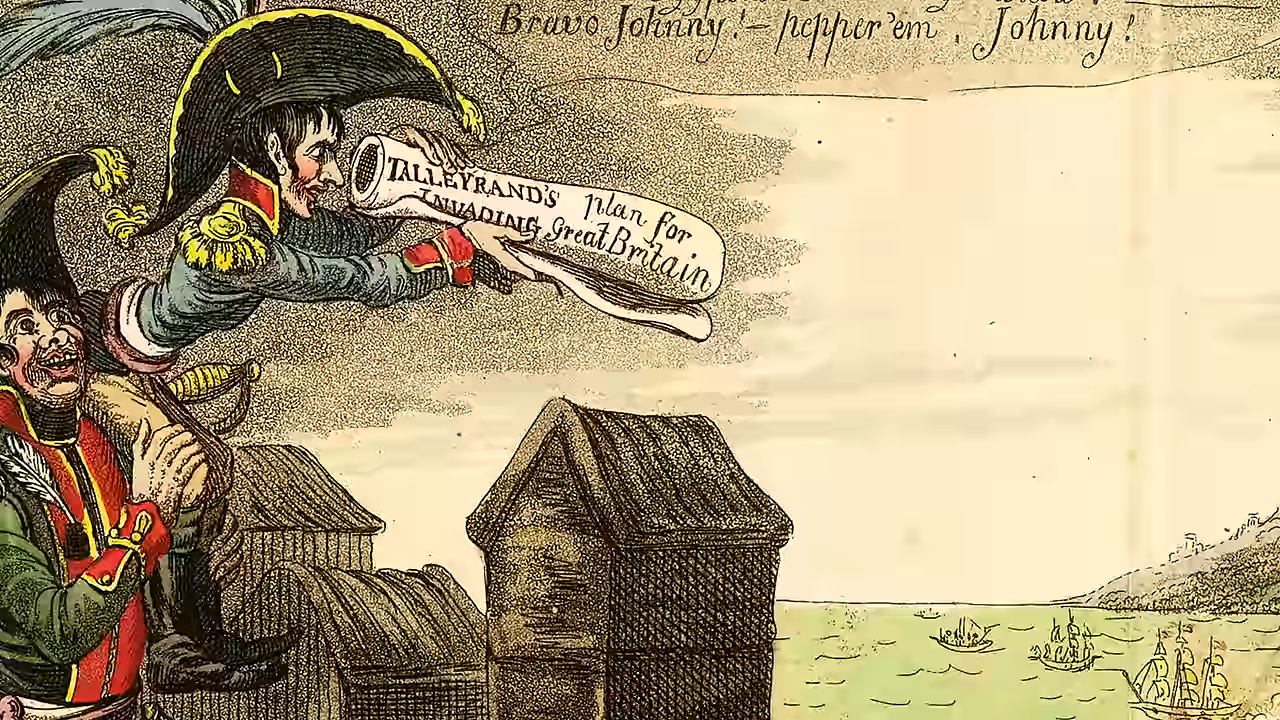 Bravo Johnny!- pepper 'em, Johnny!
TALLEYRAND'S plan for
INVADING Great Britain